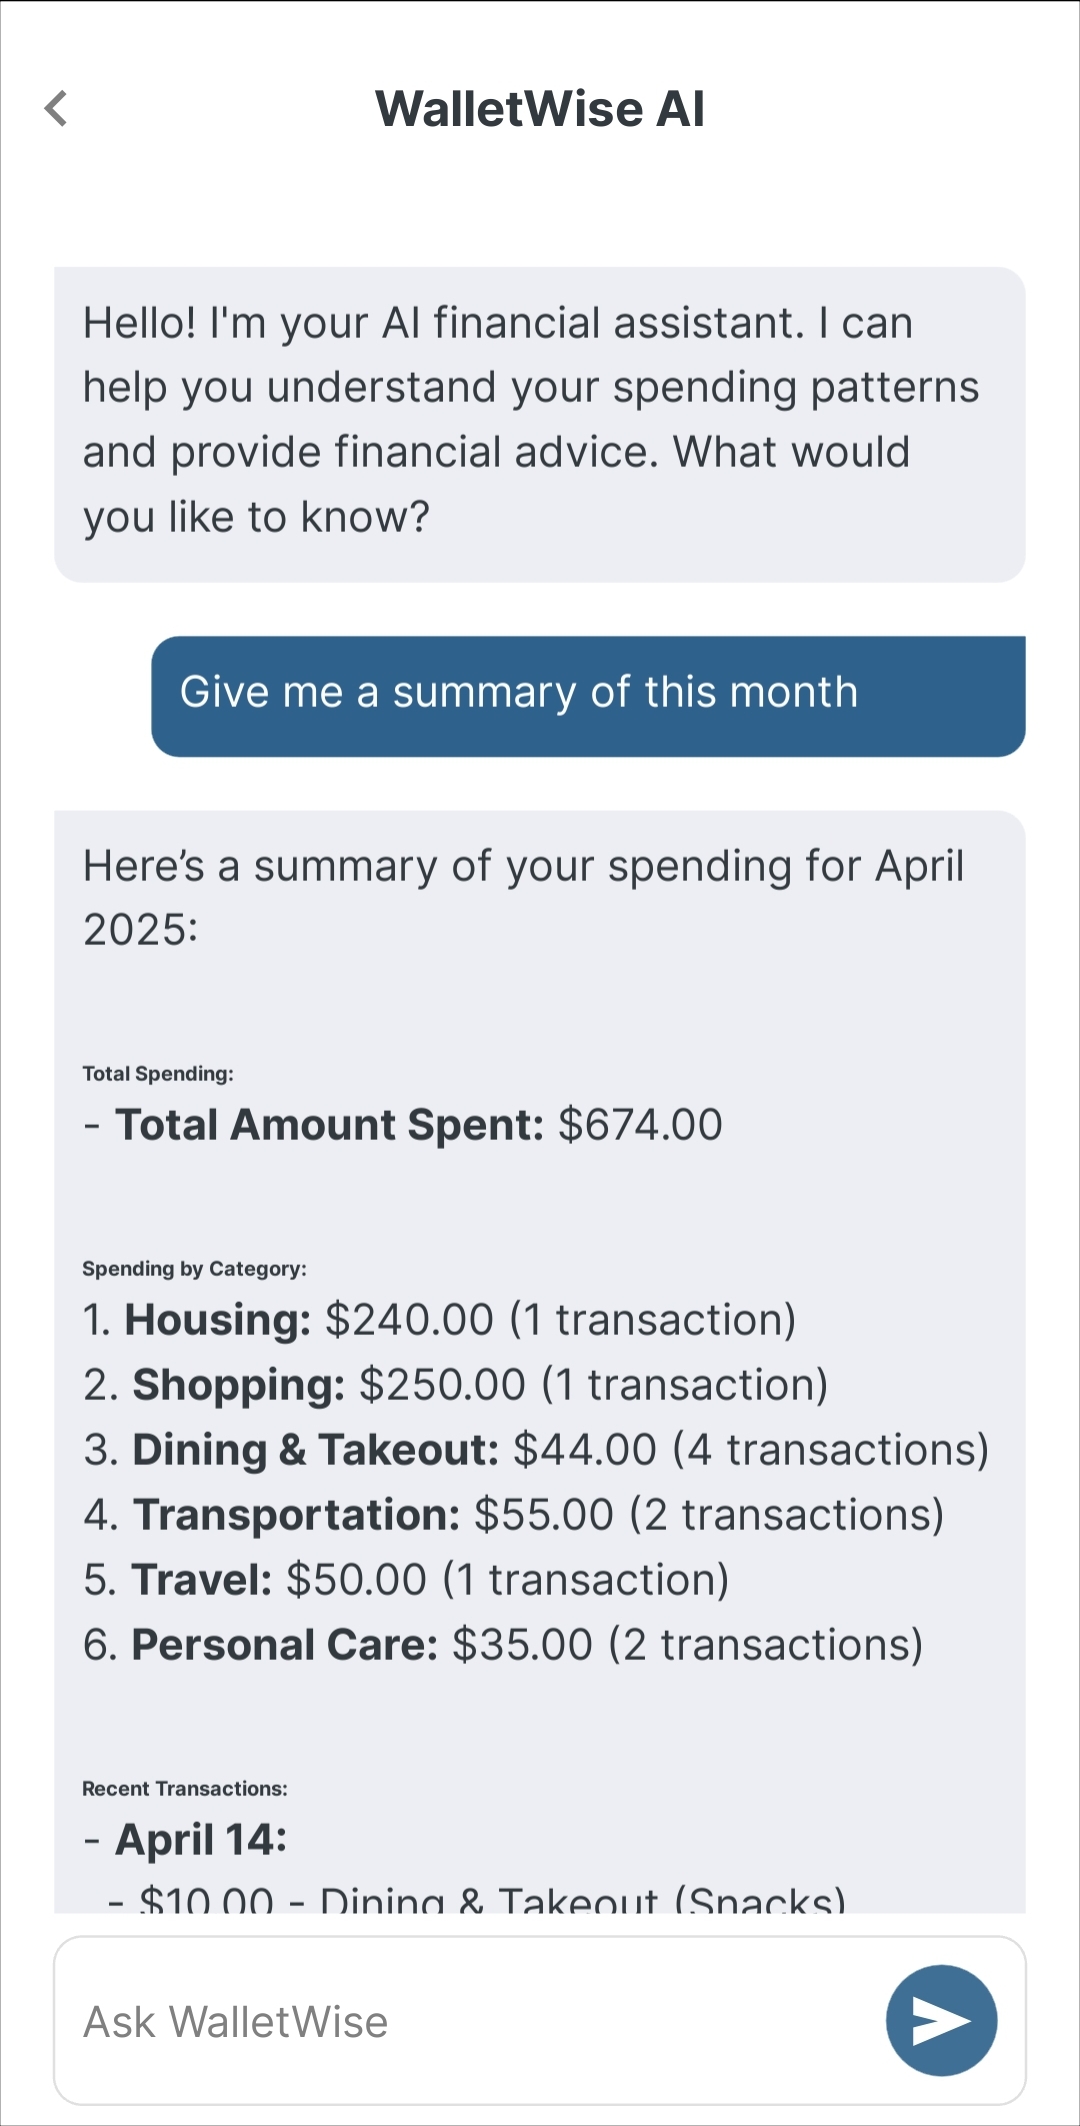 WalletWise AI
Hello! I'm your AI financial assistant. I can
help you understand your spending patterns
and provide financial advice. What would
you like to know?
Give me a summary of this month
Here’s a summary of your spending for April
2025:
Total Spending:
- Total Amount Spent: $674.00
Spending by Category:
1. Housing: $240.00 (1 transaction)
2. Shopping: $250.00 (1 transaction)
3. Dining & Takeout: $44.00 (4 transactions)
4. Transportation: $55.00 (2 transactions)
5. Travel: $50.00 (1 transaction)
6. Personal Care: $35.00 (2 transactions)
Recent Transactions:
- April 14:
- $10.00 - Dining & Takeout (Snacks)
Ask WalletWise